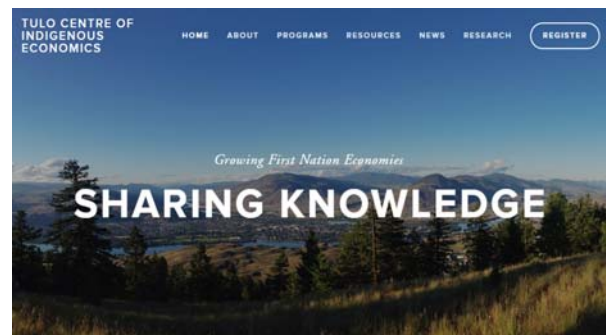 TULO CENTRE OF
INDIGENOUS
ECONOMICS
HOME ABOUT PROGRAMS RESOURCES NEWS RESEARCH REGISTER
Growing First Nation Economies
SHARING KNOWLEDGE